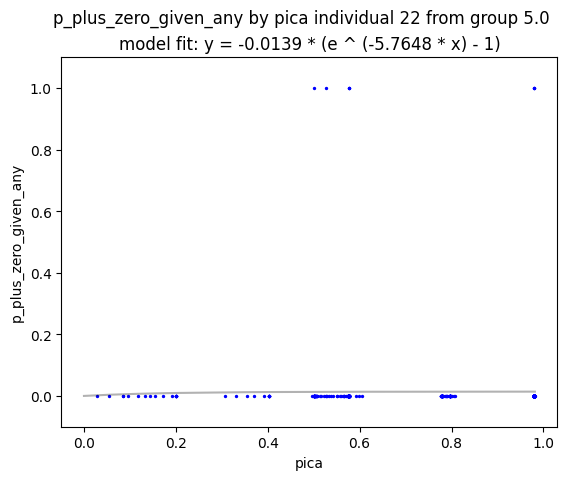 p_plus_zero_given_any by pica individual 22 from group 5.0
model fit: y = -0.0139 * (e ^ (-5.7648 * x) - 1)
p_plus_zero_given_any
1.0
0.8
0.6
0.4
0.2
0.0
0.0 0.2 0.4 0.6 0.8 1.0
pica